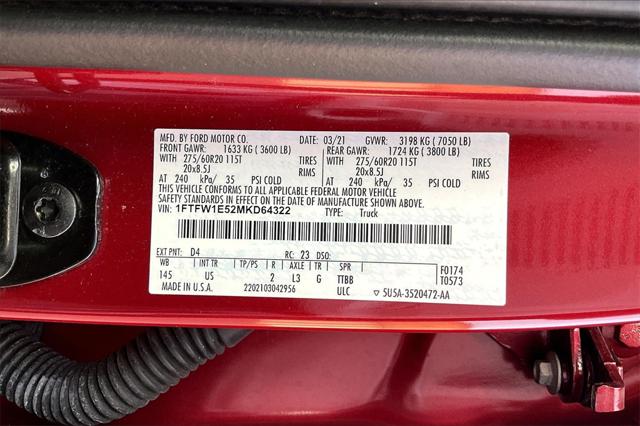 MFD. BY FORD MOTOR CO. 03/21 GVWR: 3198 KG ( 7050 LB)
FRONT GAWR: 1633 KG ( 3600 LB) REAR GAWR: 1724 KG ( 3800 LB)
WITH 275/60R20 115T TIRES WITH 275/60R20 115T TIRES
20x8.5J RIMS 20x8.5J RIMS
AT 240 kPa/ 35 PSI COLD AT 240 kPa/ 35 PSI COLD
THIS VEHICLE CONFORMS TO ALL APPLICABLE FEDERAL MOTOR VEHICLE
SAFETY STANDARDS IN EFFECT ON THE DATE OF MANUFACTURE SHOWN ABOVE.
VIN: 1FTFW1E52MKD64322 TYPE: Truck
EXT PNT: D4 RC: 23 DSO:
WB INT TR TP/PS R AXLE TR SPR F0174
145 US 2 L3 G TTBB T0573
MADE IN U.S.A. 2202103042956 ULC ▽ 5U5A-3520472-AA